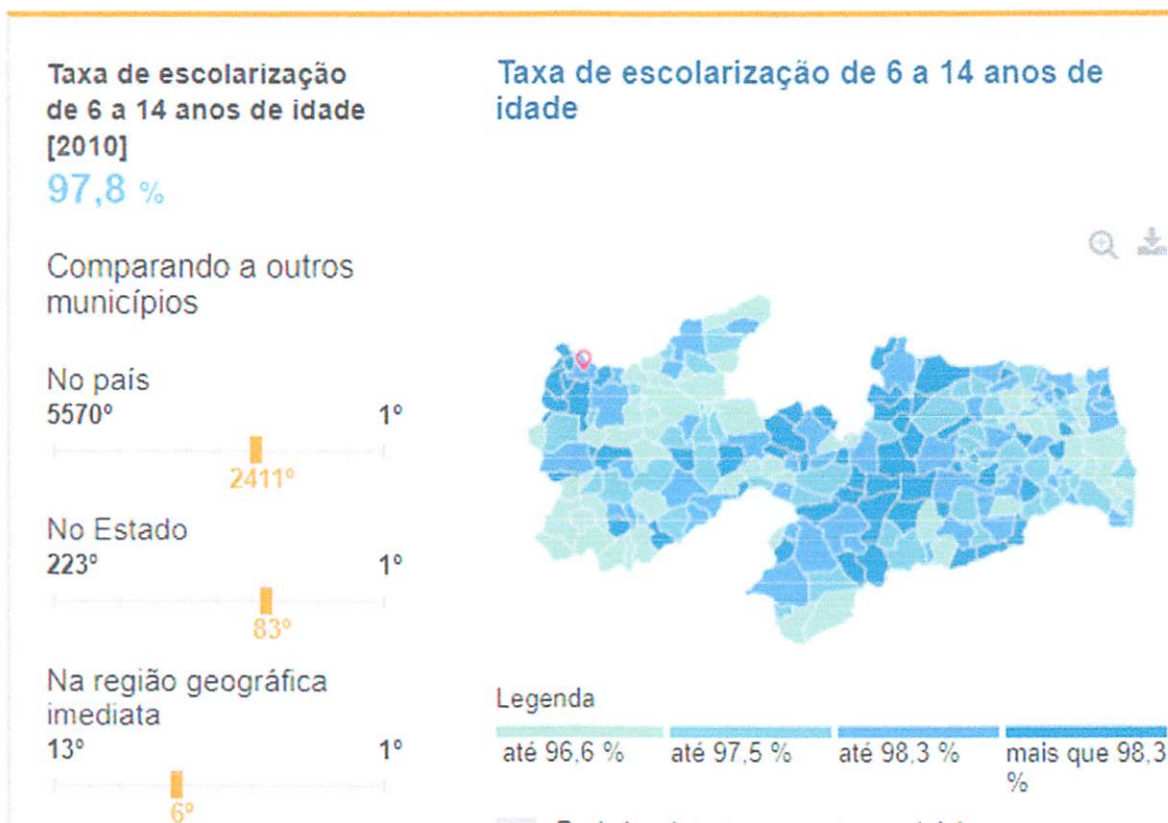 Taxa de escolarização
de 6 a 14 anos de idade
[2010]
97,8 %
Comparando a outros
municípios
No país
5570º 1º
2411º
No Estado
223º 1º
83º
Na região geográfica
imediata
13º 1º
6º
Taxa de escolarização de 6 a 14 anos de
idade
Legenda
até 96,6 %
até 97,5 %
até 98,3 %
mais que 98,3
%